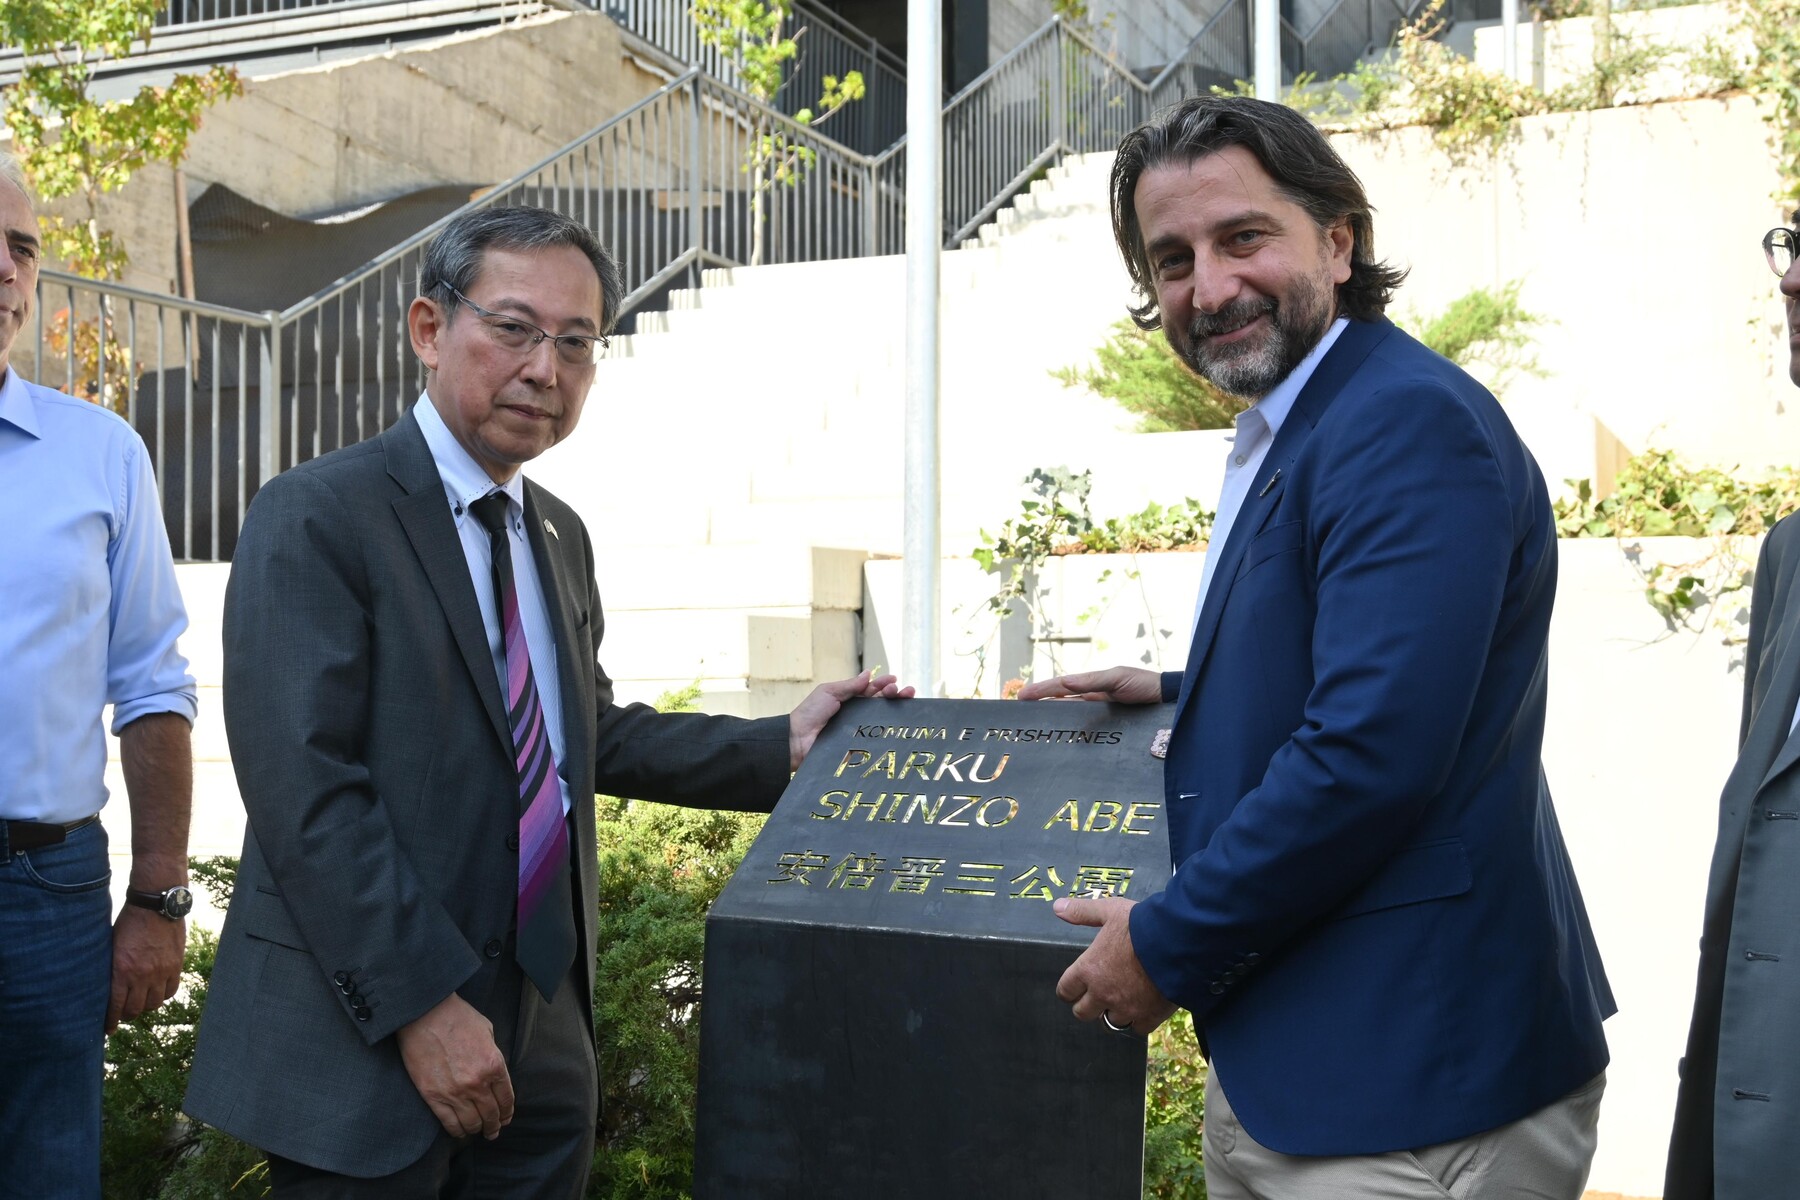 KOMUNA E PRISHTINES
PARKU
SHINZO ABE
安倍晋三公園